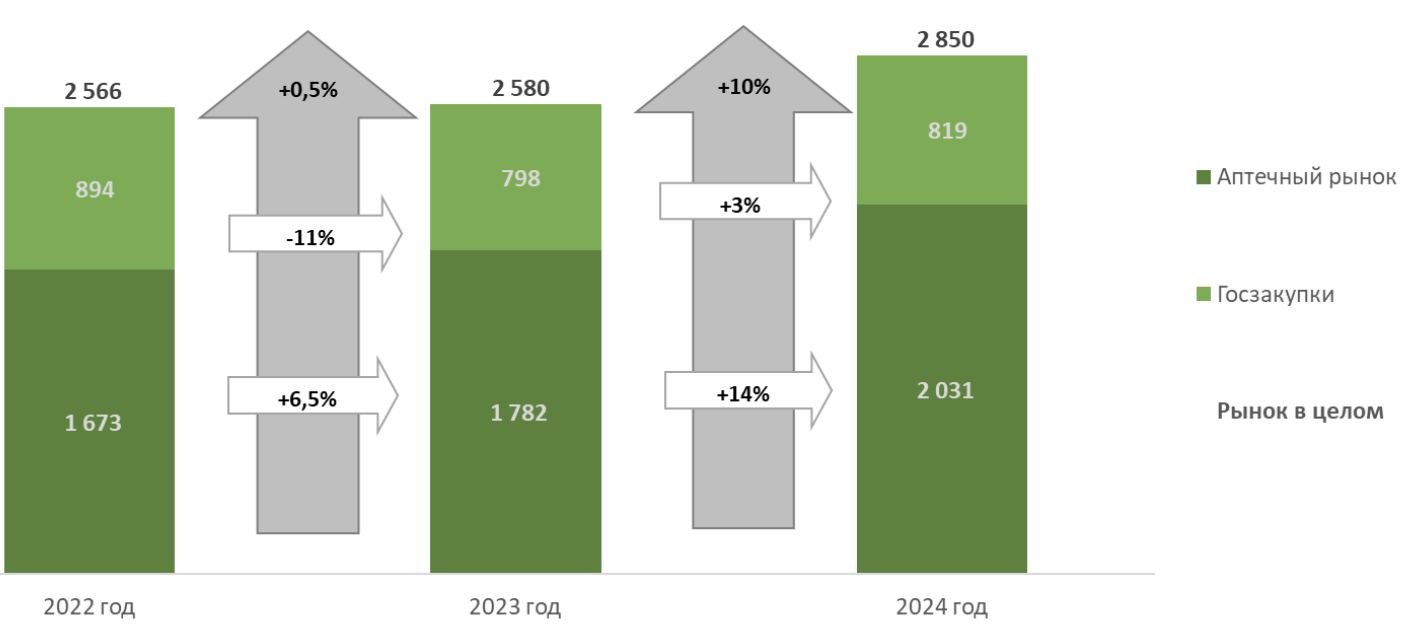 2 850
2 566
+0,5%
2 580
+10%
894
798
819
-11%
+3%
Аптечный рынок
Госзакупки
1 673
+6,5%
1 782
+14%
2 031
Рынок в целом
2022 год
2023 год
2024 год